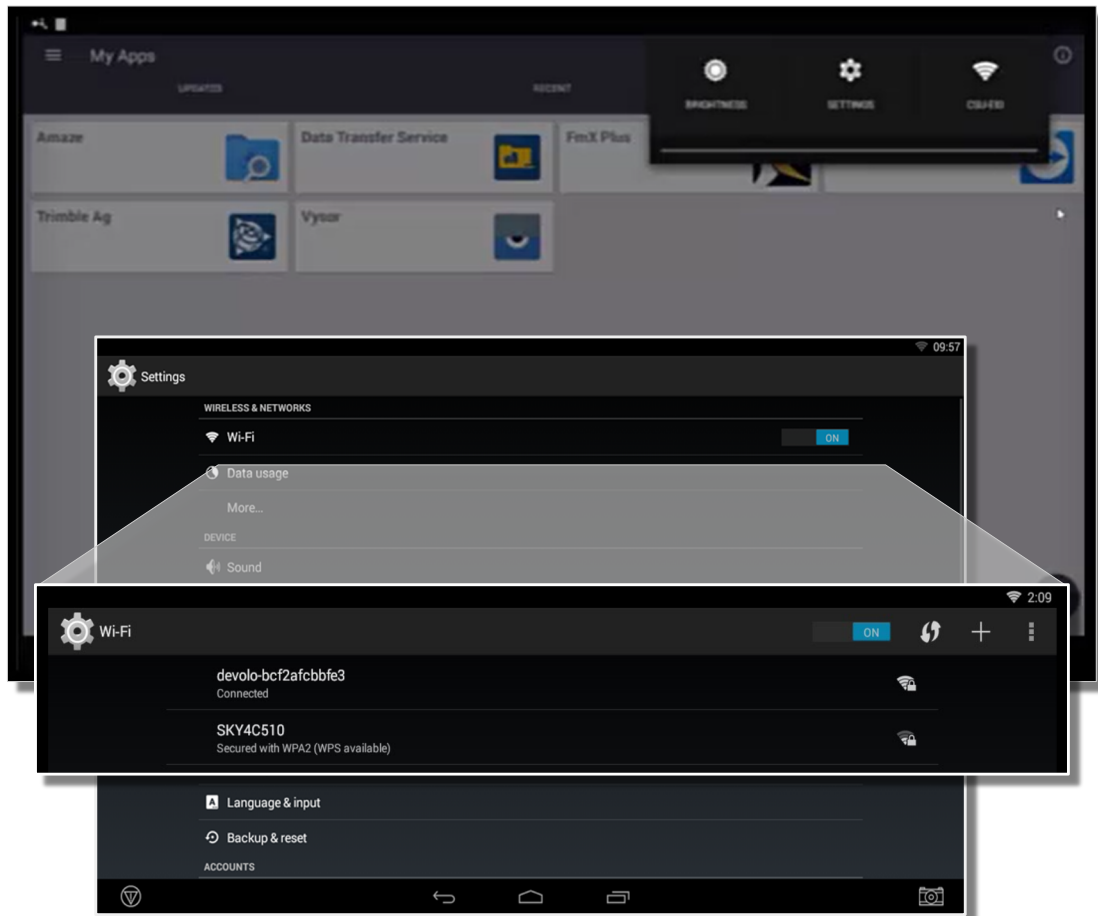 My Apps
UPDATES
RECENT
BRIGHTNESS
SETTINGS
Amaze
Data Transfer Service
FmX Plus
Trimble Ag
Vysor
09:57
Settings
WIRELESS & NETWORKS
Wi-Fi
ON
Data usage
More...
DEVICE
Sound
2:09
Wi-Fi
ON
devolo-bcf2afcbbfe3
Connected
SKY4C510
Secured with WPA2 (WPS available)
Language & input
Backup & reset
ACCOUNTS